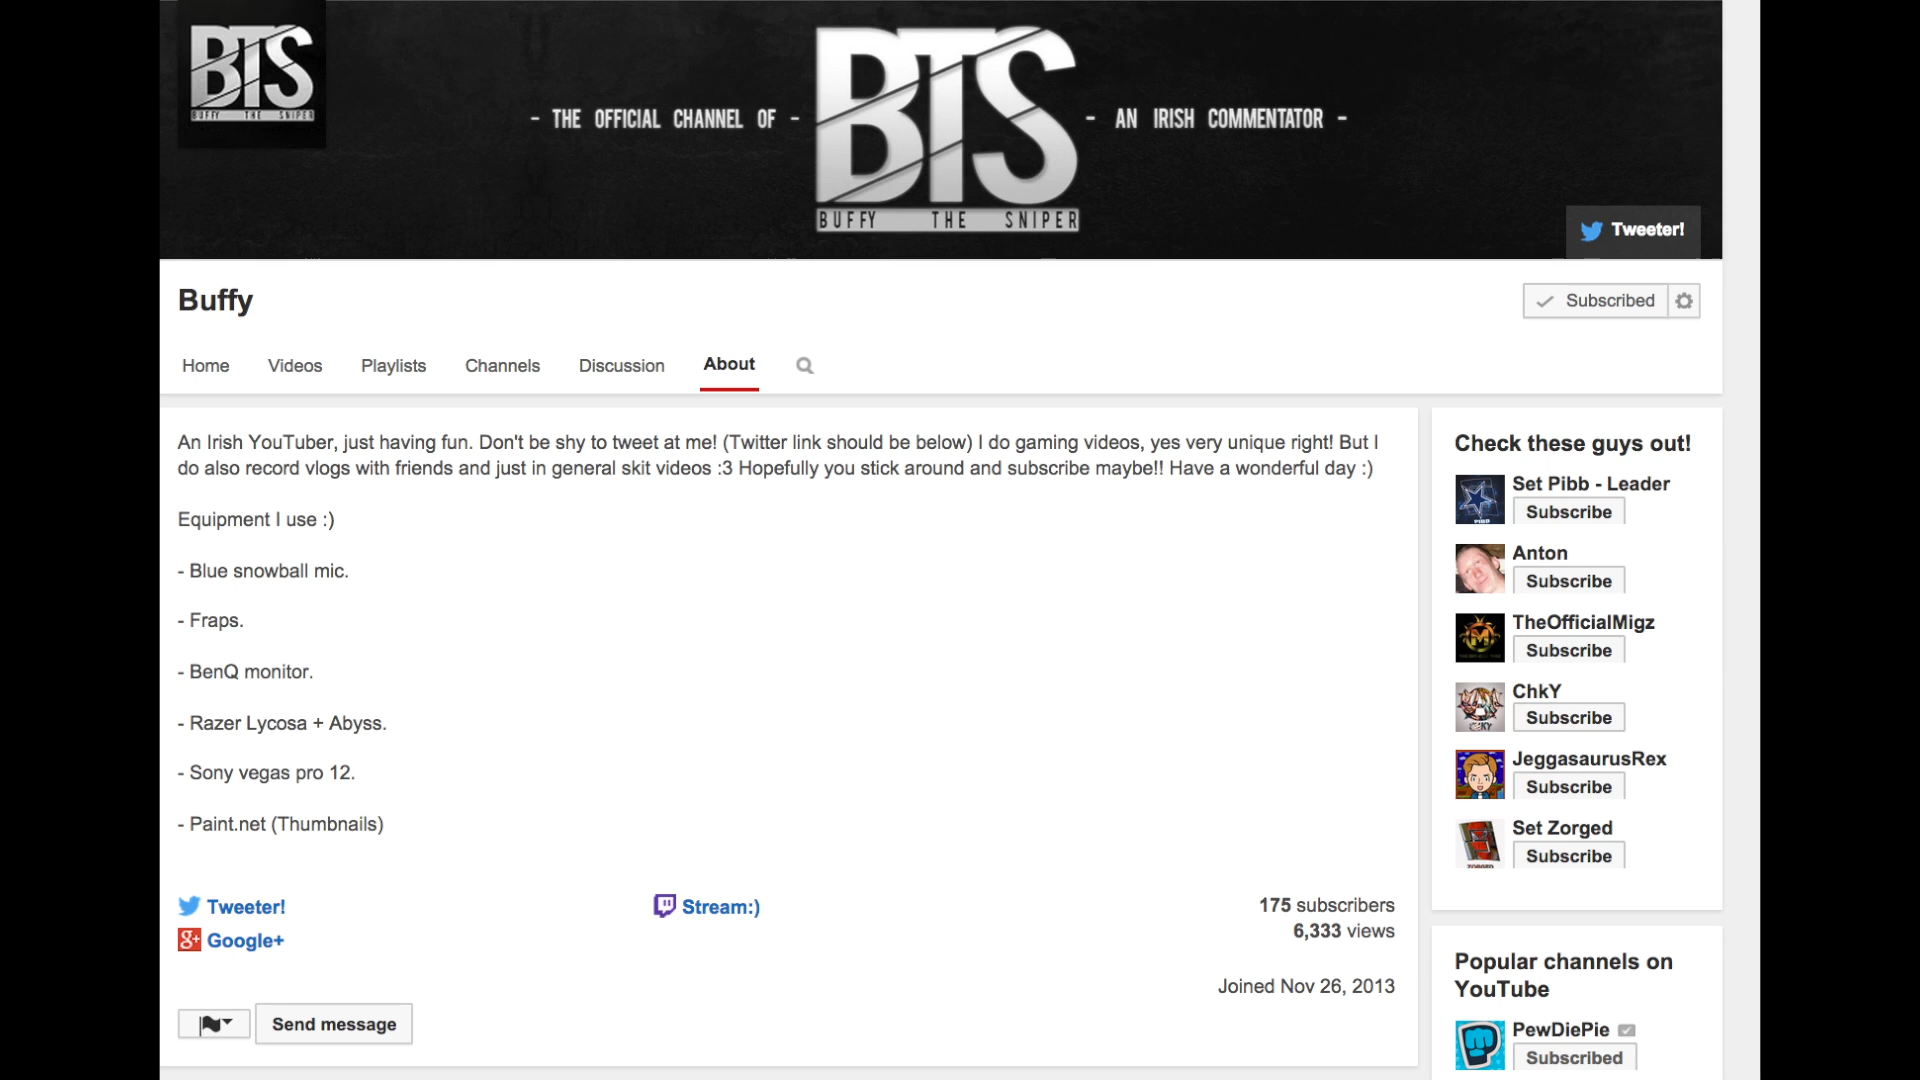 BTS
BUFFY THE SNIPER
- THE OFFICIAL CHANNEL OF -
BTS
BUFFY THE SNIPER
- AN IRISH COMMENTATOR -
Tweeter!
Buffy
Subscribed
Home Videos Playlists Channels Discussion About
An Irish YouTuber, just having fun. Don't be shy to tweet at me! (Twitter link should be below) I do gaming videos, yes very unique right! But I
do also record vlogs with friends and just in general skit videos :3 Hopefully you stick around and subscribe maybe!! Have a wonderful day :)
Equipment I use :)
- Blue snowball mic.
- Fraps.
- BenQ monitor.
- Razer Lycosa + Abyss.
- Sony vegas pro 12.
- Paint.net (Thumbnails)
Tweeter!
Google+
Stream:)
175 subscribers
6,333 views
Joined Nov 26, 2013
Send message
Check these guys out!
Set Pibb - Leader
Subscribe
Anton
Subscribe
TheOfficialMigz
Subscribe
ChkY
Subscribe
JeggasaurusRex
Subscribe
Set Zorged
Subscribe
Popular channels on
YouTube
PewDiePie
Subscribed